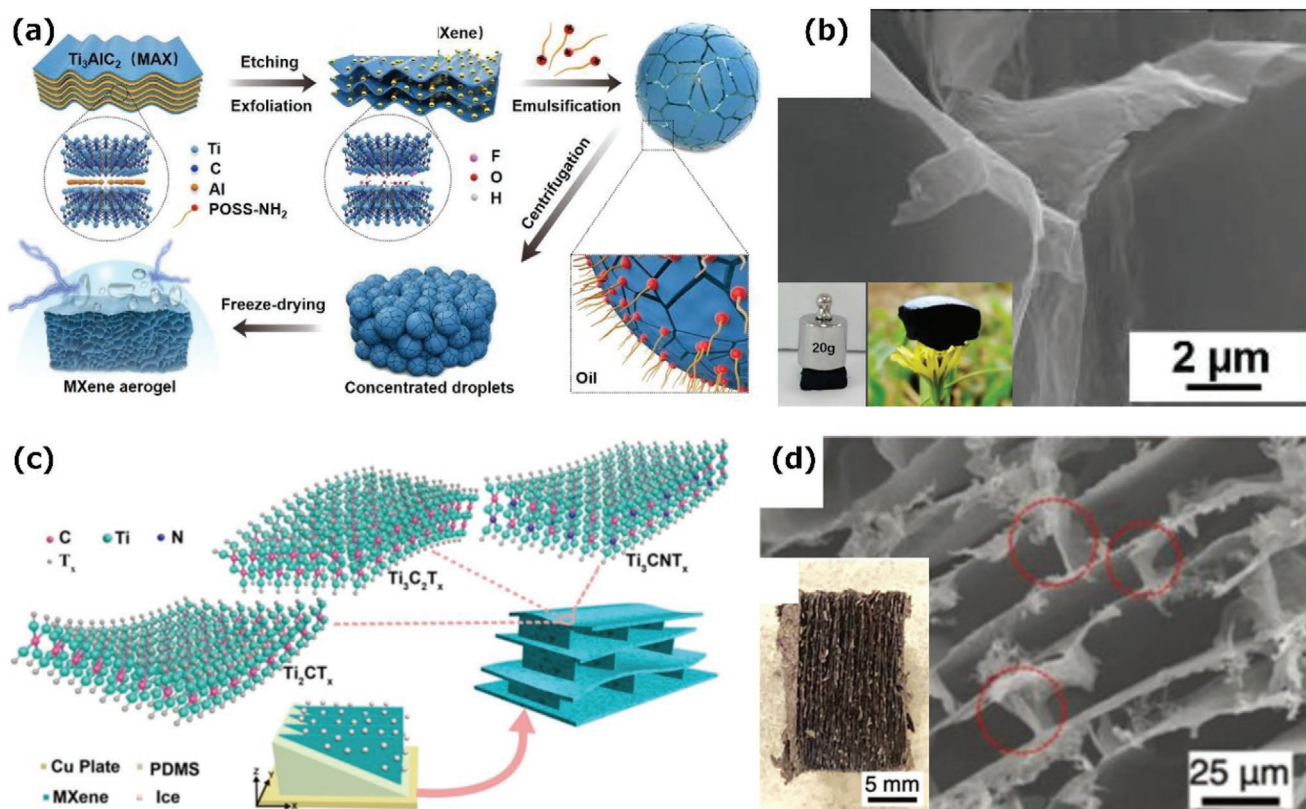 (a)
Ti₃AlC₂ (MAX)
Etching
Exfoliation
Xene)
Emulsification
Ti
C
Al
POSS-NH₂
F
O
H
Centrifugation
Oil
Freeze-drying
MXene aerogel
Concentrated droplets
(b)
20g
2 μm
(c)
C Ti N
Tₓ
Ti₃C₂Tₓ
Ti₃CNTₓ
Ti₂CTₓ
Cu Plate PDMS
MXene Ice
Z
Y
X
(d)
5 mm
25 μm